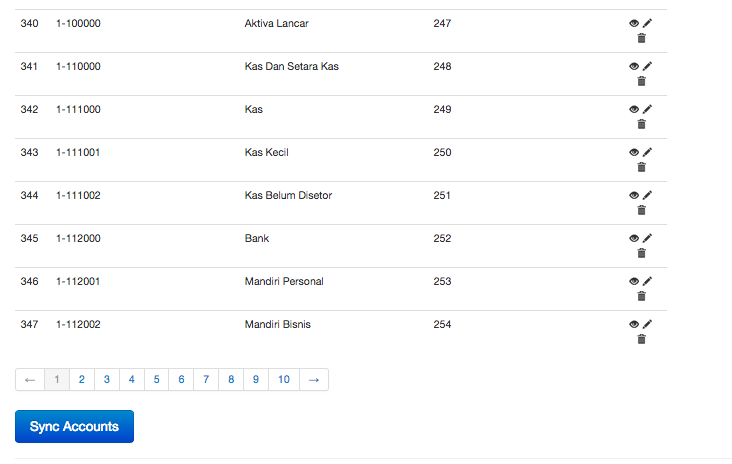 340 1-100000 Aktiva Lancar 247
341 1-110000 Kas Dan Setara Kas 248
342 1-111000 Kas 249
343 1-111001 Kas Kecil 250
344 1-111002 Kas Belum Disetor 251
345 1-112000 Bank 252
346 1-112001 Mandiri Personal 253
347 1-112002 Mandiri Bisnis 254
← 1 2 3 4 5 6 7 8 9 10 →
Sync Accounts